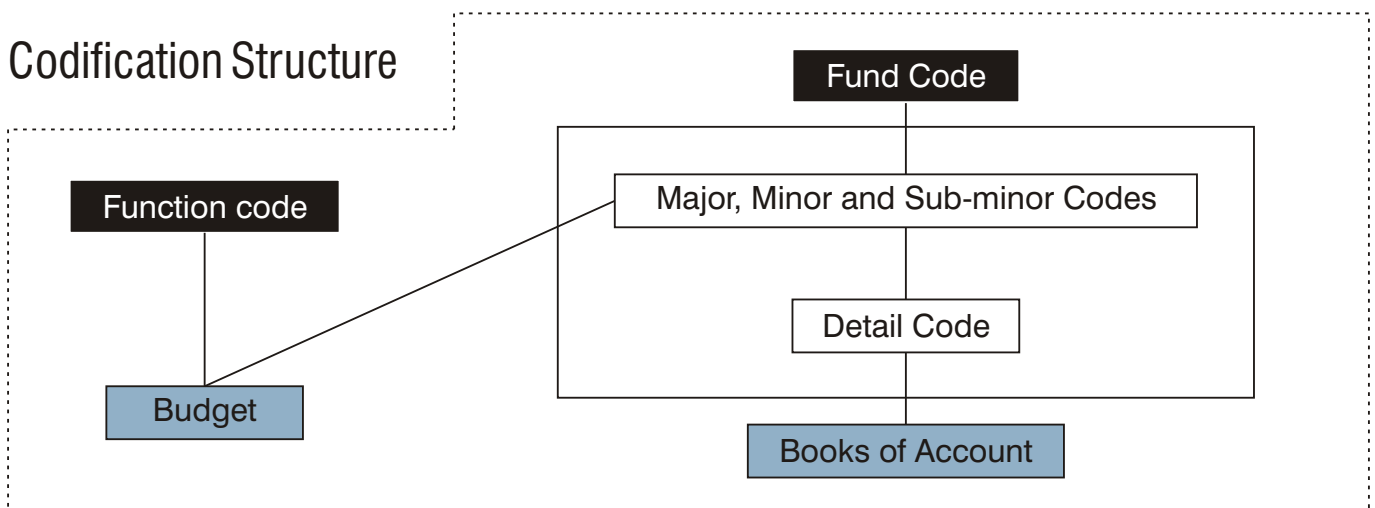 Codification Structure
Fund Code
Function code
Major, Minor and Sub-minor Codes
Detail Code
Budget
Books of Account